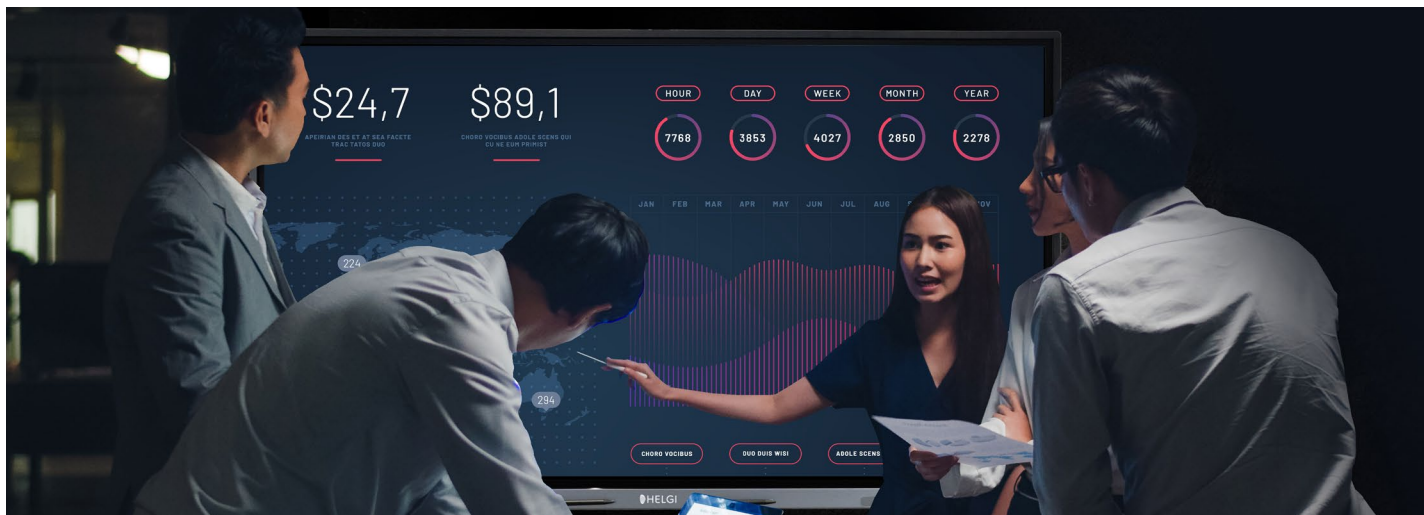 $24,7
APEIRIAN DES ET AT SEA FACETE
TRAC TATOS DUO
$89,1
CHORO VOCIBUS ADOLE SCENS QUI
CU NE EUM PRIMIST
HOUR DAY WEEK MONTH YEAR
7768 3853 4027 2850 2278
JAN FEB MAR APR MAY JUN JUL AUG
224
294
CHORO VOCIBUS DUO DUIS WISI ADOLE SCENS
HELGI